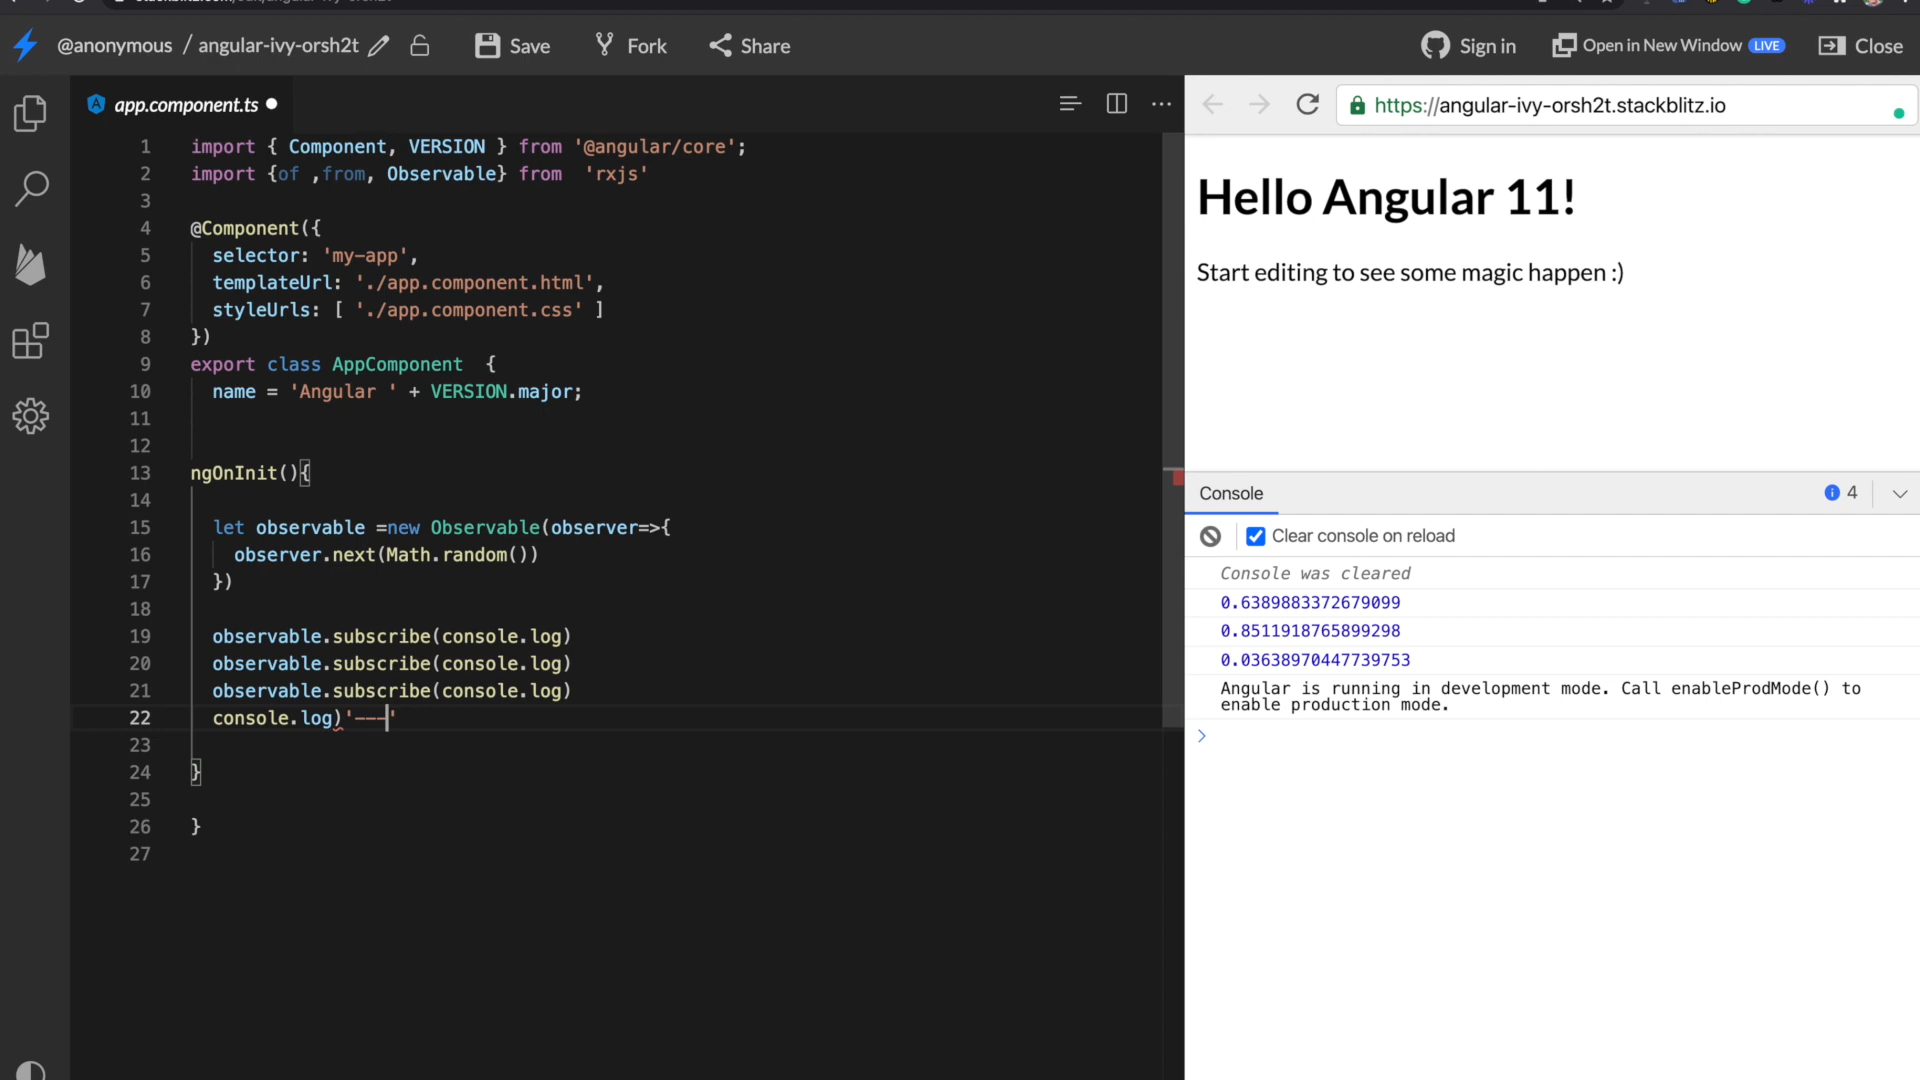 @anonymous / angular-ivy-orsh2t
Save
Fork
Share
Sign in
Open in New Window LIVE
Close
app.component.ts
https://angular-ivy-orsh2t.stackblitz.io
1 import { Component, VERSION } from '@angular/core';
2 import {of ,from, Observable} from  'rxjs'
3
4 @Component({
5   selector: 'my-app',
6   templateUrl: './app.component.html',
7   styleUrls: [ './app.component.css' ]
8 })
9 export class AppComponent  {
10   name = 'Angular ' + VERSION.major;
11
12
13 ngOnInit(){
14
15   let observable =new Observable(observer=>{
16     observer.next(Math.random())
17   })
18
19   observable.subscribe(console.log)
20   observable.subscribe(console.log)
21   observable.subscribe(console.log)
22   console.log)'---'
23
24 }
25
26 }
27
Hello Angular 11!
Start editing to see some magic happen :)
Console
4
Clear console on reload
Console was cleared
0.6389883372679099
0.8511918765899298
0.03638970447739753
Angular is running in development mode. Call enableProdMode() to
enable production mode.